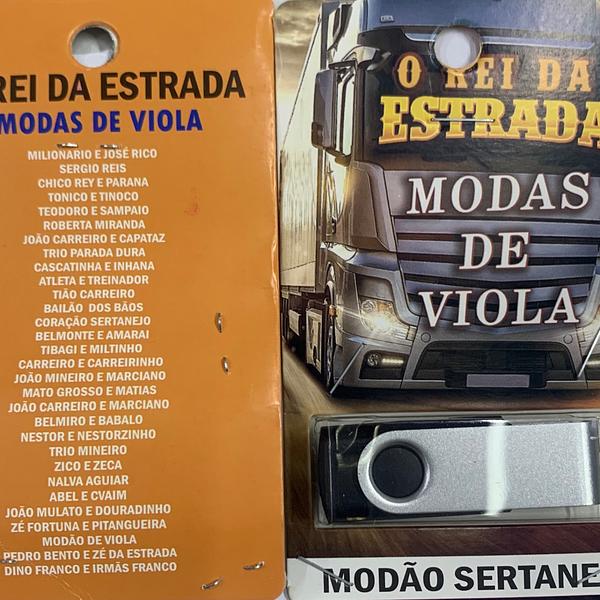 REI DA ESTRADA
MODAS DE VIOLA
MILIONARIO E JOSÉ RICO
SERGIO REIS
CHICO REY E PARANA
TONICO E TINOCO
TEODORO E SAMPAIO
ROBERTA MIRANDA
JOÃO CARREIRO E CAPATAZ
TRIO PARADA DURA
CASCATINHA E INHANA
ATLETA E TREINADOR
TIÃO CARREIRO
BAILÃO DOS BÃOS
CORAÇÃO SERTANEJO
BELMONTE E AMARAI
TIBAGI E MILTINHO
CARREIRO E CARREIRINHO
JOÃO MINEIRO E MARCIANO
MATO GROSSO E MATIAS
JOÃO CARREIRO E MARCIANO
BELMIRO E BABALO
NESTOR E NESTORZINHO
TRIO MINEIRO
ZICO E ZECA
NALVA AGUIAR
ABEL E CVAIM
JOÃO MULATO E DOURADINHO
ZÉ FORTUNA E PITANGUEIRA
MODÃO DE VIOLA
PEDRO BENTO E ZÉ DA ESTRADA
DINO FRANCO E IRMÃS FRANCO
O REI DA
ESTRADA
MODAS
DE
VIOLA
MODÃO SERTANE